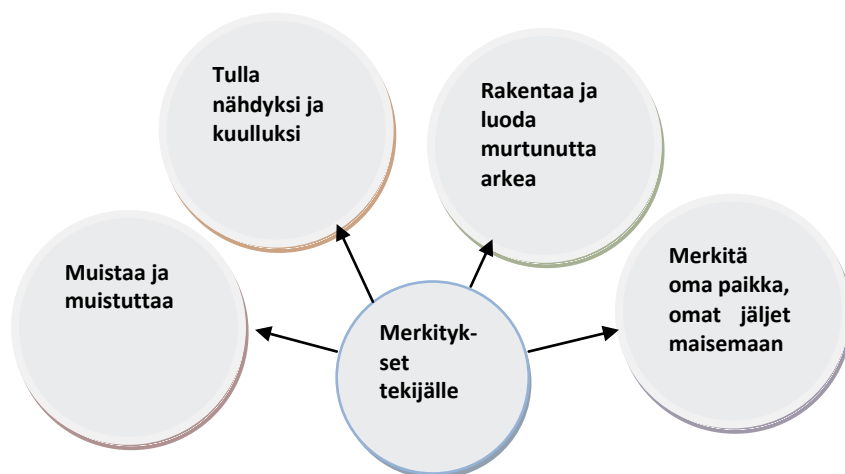 Tulla
nähdyksi ja
kuulluksi
Rakentaa ja
luoda
murtunutta
arkea
Muistaa ja
muistuttaa
Merkityk-
set
tekijälle
Merkitä
oma paikka,
omat jäljet
maisemaan